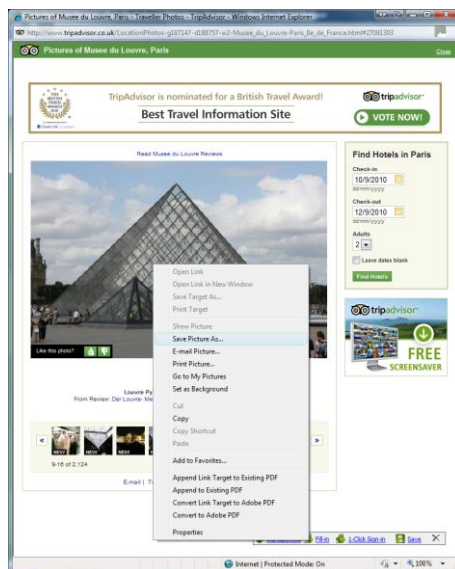 Pictures of Musee du Louvre, Paris - Traveller Photos - TripAdvisor - Windows Internet Explorer
http://www.tripadvisor.co.uk/LocationPhotos-g187147-d188757-w2-Musee_du_Louvre-Paris_Ile_de_France.html#27081303
Pictures of Musee du Louvre, Paris
Close
TripAdvisor is nominated for a British Travel Award!
Best Travel Information Site
tripadvisor
VOTE NOW!
Read Musee du Louvre Reviews
Find Hotels in Paris
Check-in
10/9/2010
dd/mm/yyyy
Check-out
12/9/2010
dd/mm/yyyy
Adults
2
Leave dates blank
Find Hotels
tripadvisor
FREE
SCREENSAVER
Like this photo?
Open Link
Open Link in New Window
Save Target As...
Print Target
Show Picture
Save Picture As...
E-mail Picture...
Print Picture...
Go to My Pictures
Set as Background
Cut
Copy
Copy Shortcut
Paste
Add to Favorites...
Append Link Target to Existing PDF
Append to Existing PDF
Convert Link Target to Adobe PDF
Convert to Adobe PDF
Properties
Louvre Py
From Review: Der Louvre- Me
NEW NEW NEW
9-16 of 2,124
E-mail | T
Fill-in
1-Click Sign-in
Save
Internet | Protected Mode: On
100%